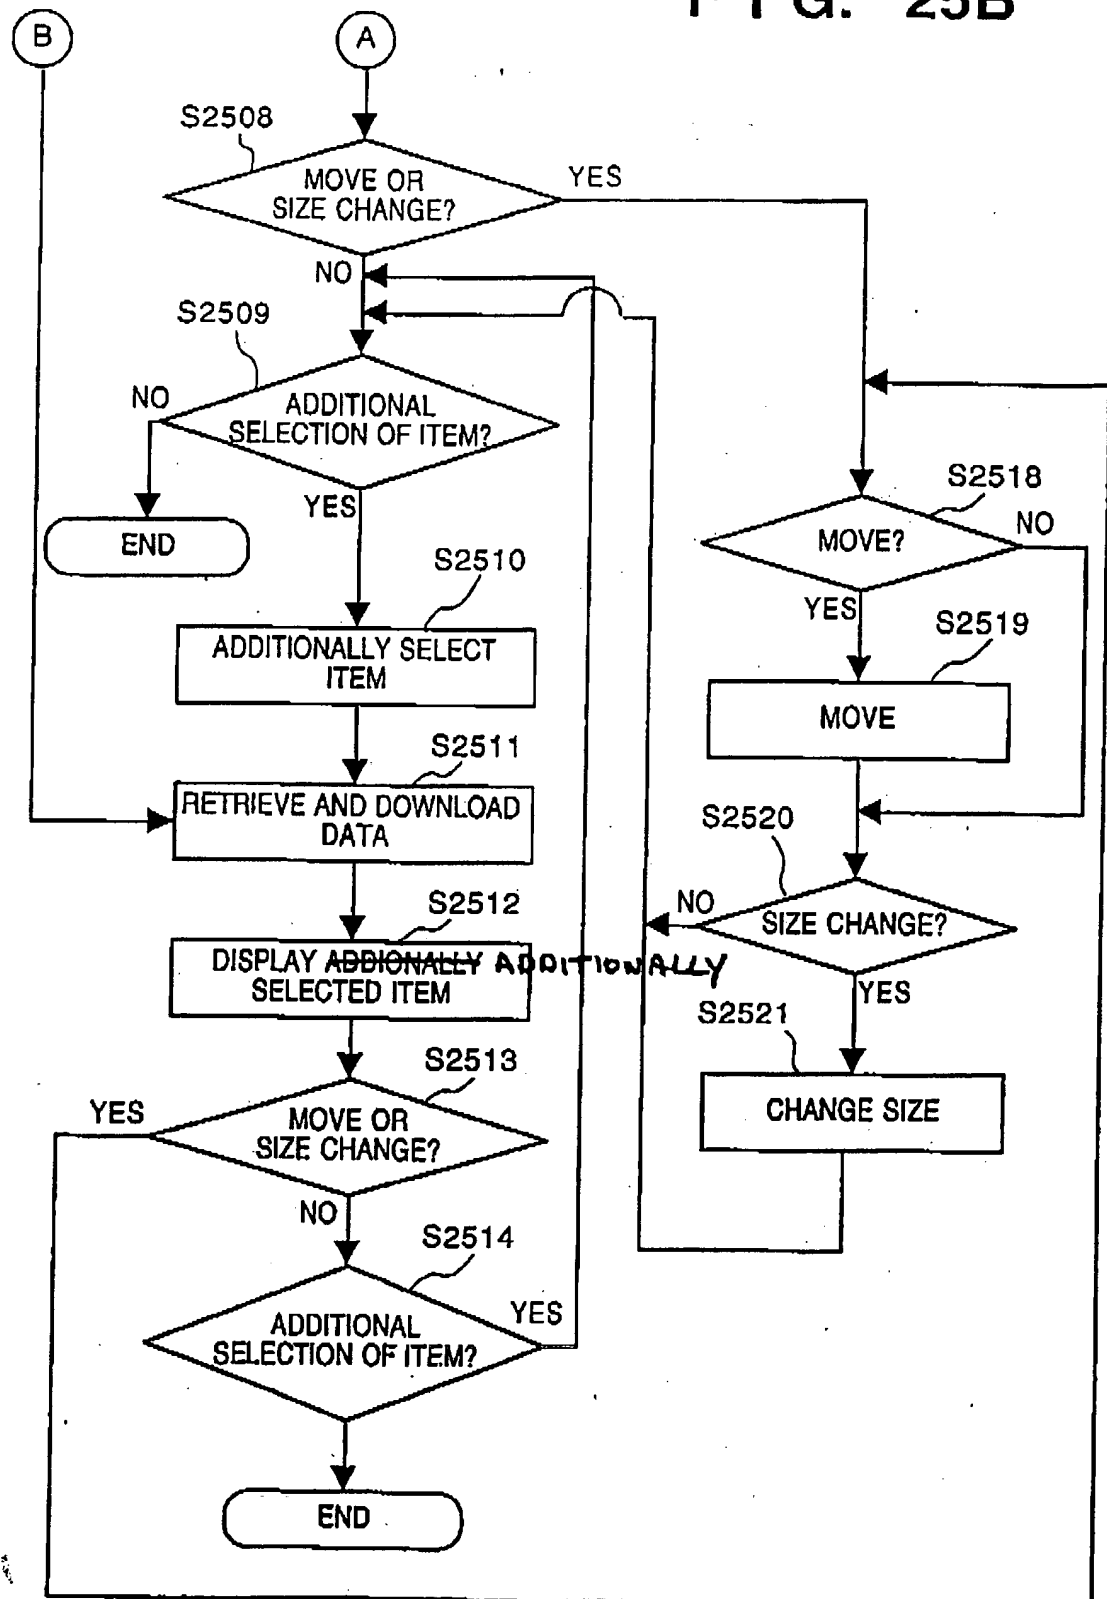 FIG. 25B
B
A
S2508
MOVE OR
SIZE CHANGE?
YES
NO
S2509
ADDITIONAL
SELECTION OF ITEM?
NO
YES
END
S2510
ADDITIONALLY SELECT
ITEM
S2511
RETRIEVE AND DOWNLOAD
DATA
S2512
DISPLAY ADDIONALLY ADDITIONALLY
SELECTED ITEM
S2513
MOVE OR
SIZE CHANGE?
YES
NO
S2514
ADDITIONAL
SELECTION OF ITEM?
YES
END
S2518
MOVE?
NO
YES
S2519
MOVE
S2520
SIZE CHANGE?
NO
YES
S2521
CHANGE SIZE